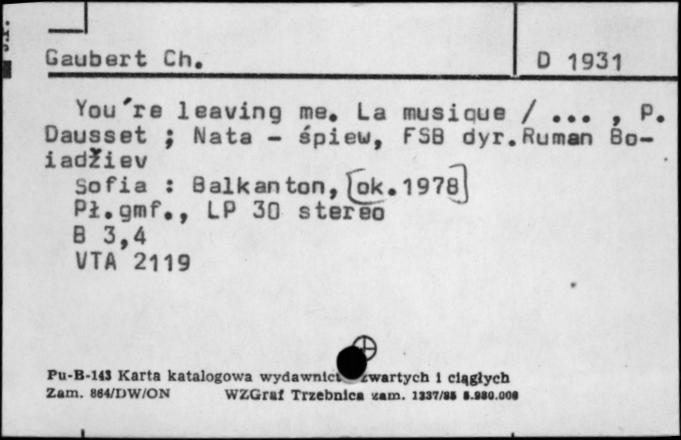 Gaubert Ch.
D 1931
You're leaving me. La musique / ... , P.
Dausset ; Nata - śpiew, FSB dyr.Ruman Bo-
iadžiev
Sofia : Balkanton, [ok.1978]
Pł.gmf., LP 30 stereo
B 3,4
VTA 2119
Pu-B-143 Karta katalogowa wydawnict zwartych i ciągłych
Zam. 864/DW/ON WZGraf Trzebnica zam. 1337/85 5.980.000